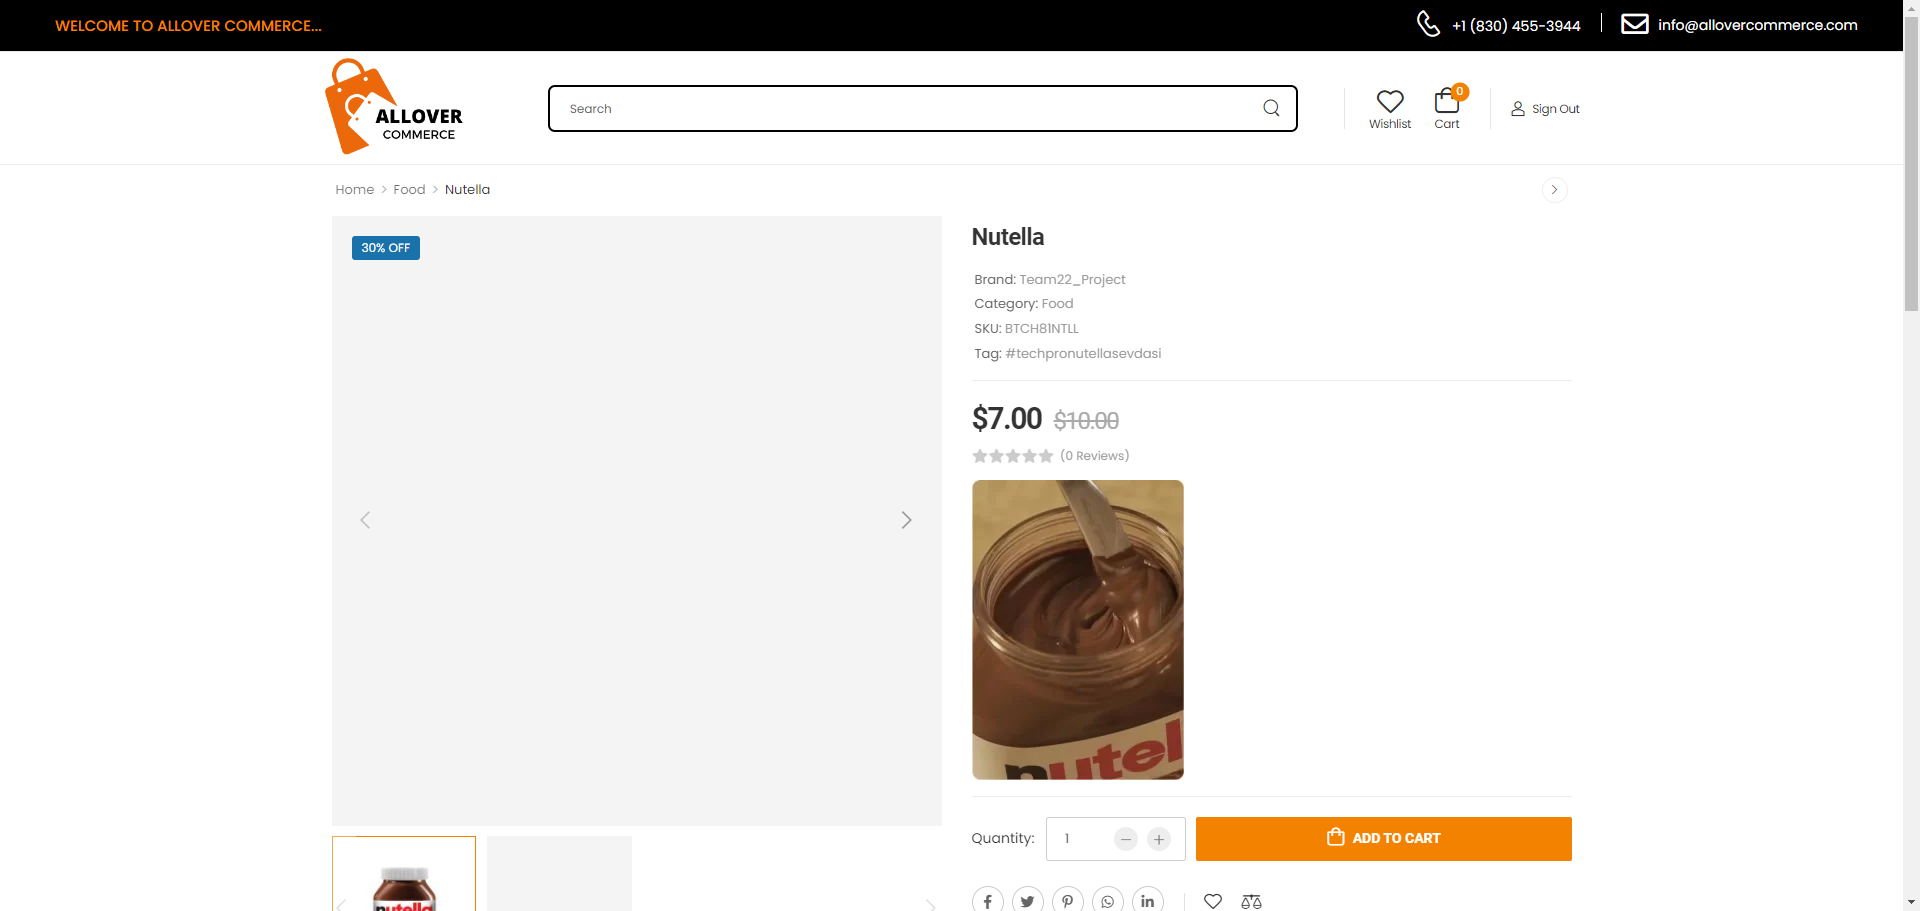 WELCOME TO ALLOVER COMMERCE...
+1 (830) 455-3944
info@allovercommerce.com
ALLOVER
COMMERCE
Search
Wishlist
0
Cart
Sign Out
Home > Food > Nutella
30% OFF
Nutella
Brand: Team22_Project
Category: Food
SKU: BTCH81NTLL
Tag: #techpronutellasevdasi
$7.00 $10.00
(0 Reviews)
nutel
Quantity: 1
ADD TO CART
nutella